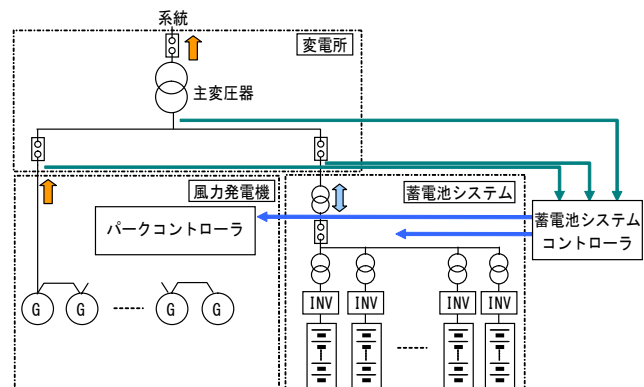 系統
変電所
主変圧器
風力発電機
蓄電池システム
パークコントローラ
蓄電池システム
コントローラ
G G G G
INV INV INV INV